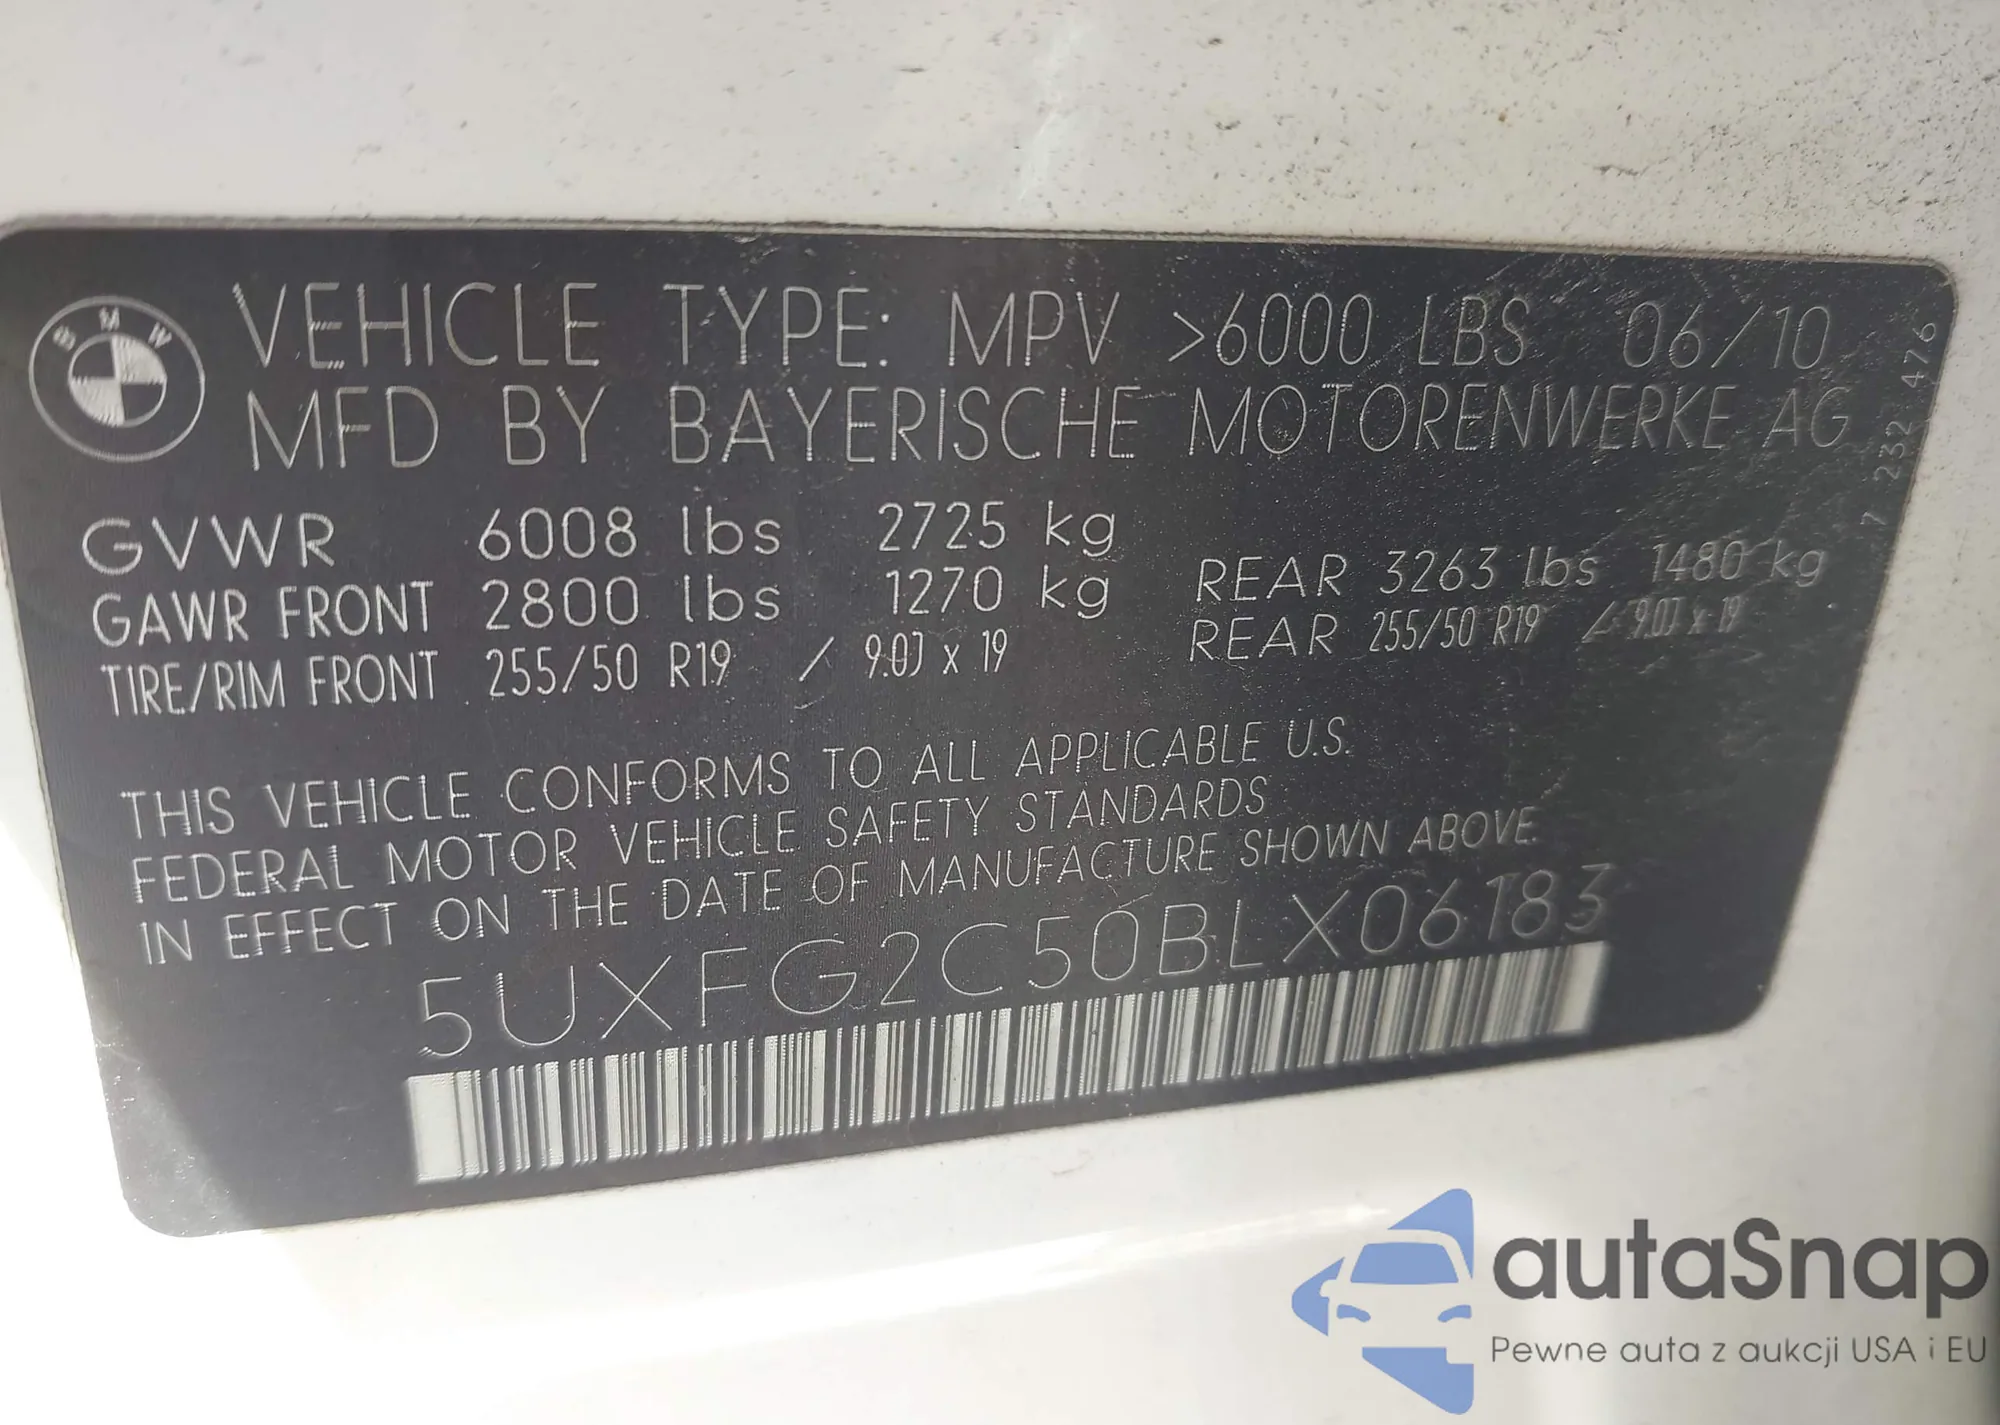 BMW
VEHICLE TYPE: MPV >6000 LBS 06/10
MFD BY BAYERISCHE MOTORENWERKE AG
7 232 476
GVWR 6008 lbs 2725 kg
GAWR FRONT 2800 lbs 1270 kg REAR 3263 lbs 1480 kg
TIRE/RIM FRONT 255/50 R19 / 9.0J x 19 REAR 255/50 R19 / 9.0J x 19
THIS VEHICLE CONFORMS TO ALL APPLICABLE U.S.
FEDERAL MOTOR VEHICLE SAFETY STANDARDS
IN EFFECT ON THE DATE OF MANUFACTURE SHOWN ABOVE.
5UXFG2C50BLX06183
autaSnap
Pewne auta z aukcji USA i EU